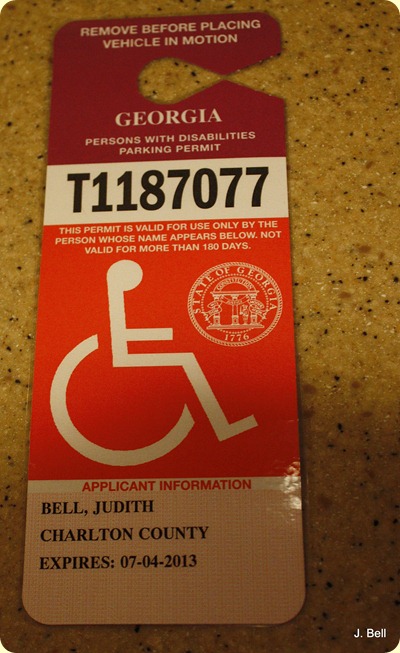 REMOVE BEFORE PLACING
VEHICLE IN MOTION
GEORGIA
PERSONS WITH DISABILITIES
PARKING PERMIT
T1187077
THIS PERMIT IS VALID FOR USE ONLY BY THE
PERSON WHOSE NAME APPEARS BELOW. NOT
VALID FOR MORE THAN 180 DAYS.
STATE OF GEORGIA
CONSTITUTION
1776
APPLICANT INFORMATION
BELL, JUDITH
CHARLTON COUNTY
EXPIRES: 07-04-2013
J. Bell